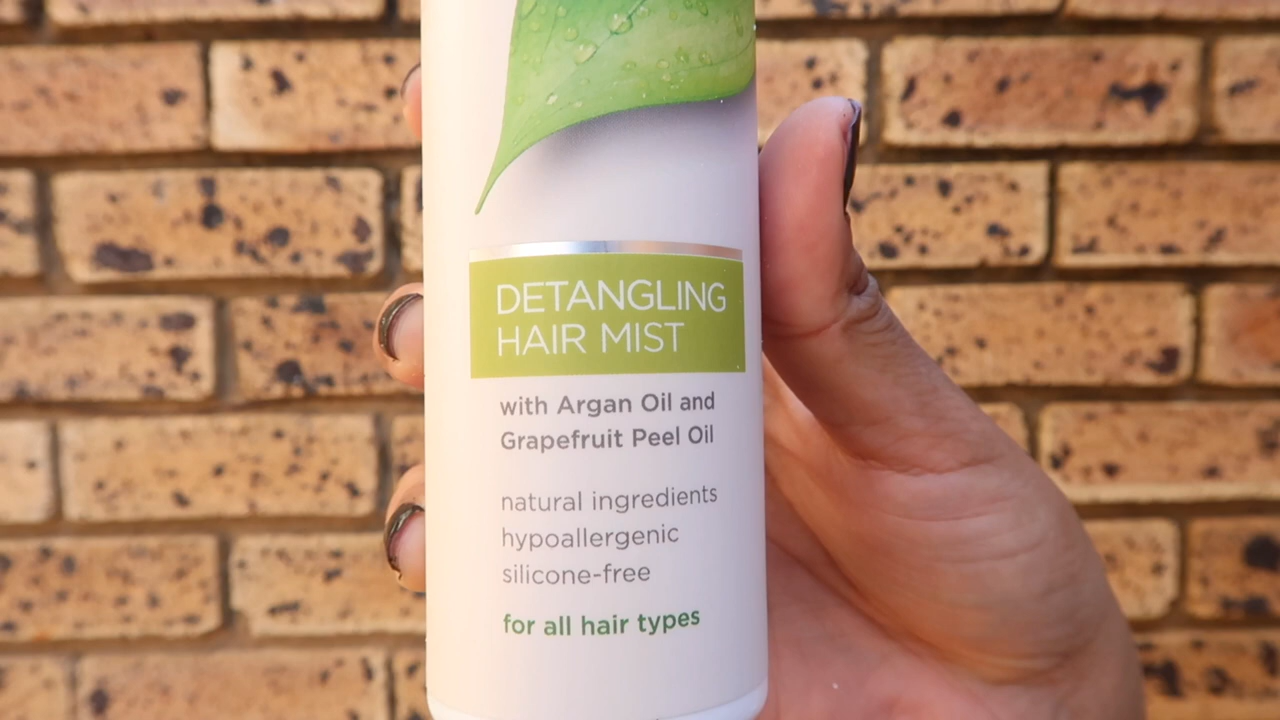 DETANGLING
HAIR MIST
with Argan Oil and
Grapefruit Peel Oil
natural ingredients
hypoallergenic
silicone-free
for all hair types